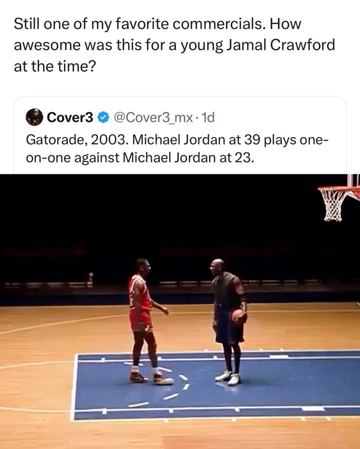 Still one of my favorite commercials. How
awesome was this for a young Jamal Crawford
at the time?
Cover3 @Cover3_mx · 1d
Gatorade, 2003. Michael Jordan at 39 plays one-
on-one against Michael Jordan at 23.